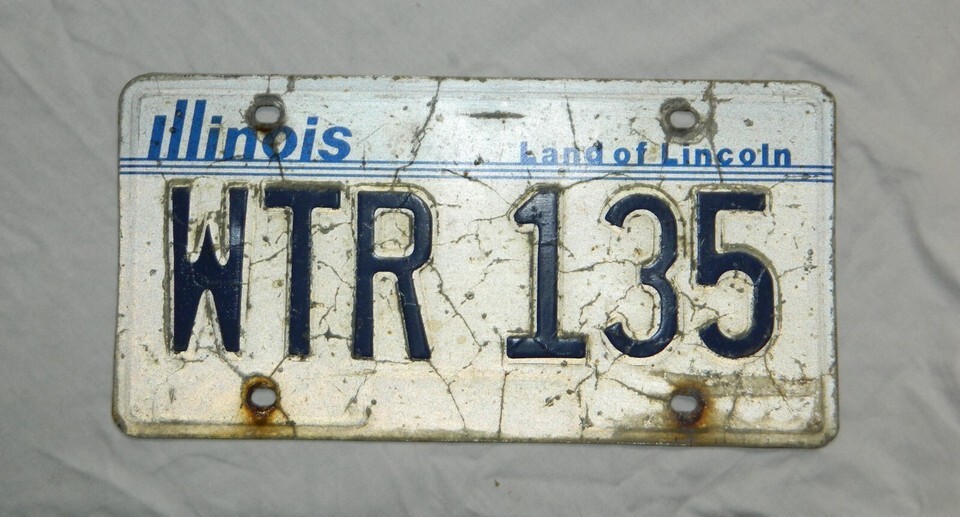 Illinois Land of Lincoln
WTR 135